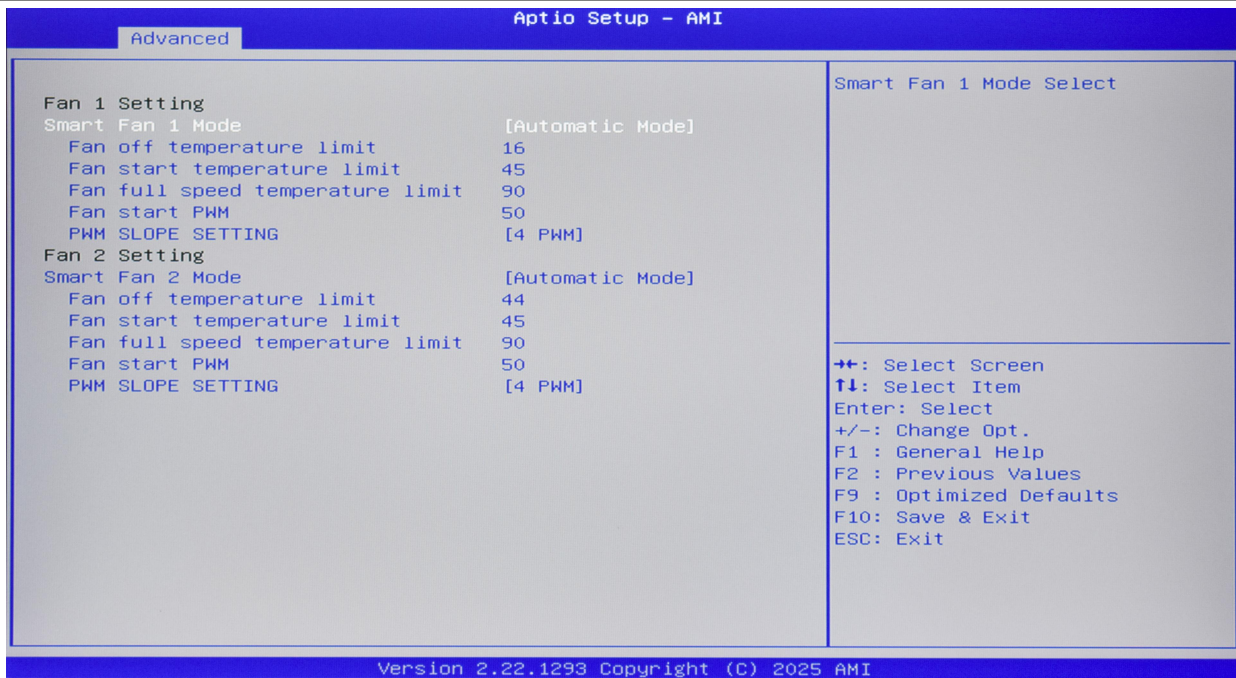 Aptio Setup – AMI
Advanced
Fan 1 Setting
Smart Fan 1 Mode [Automatic Mode]
Fan off temperature limit 16
Fan start temperature limit 45
Fan full speed temperature limit 90
Fan start PWM 50
PWM SLOPE SETTING [4 PWM]
Fan 2 Setting
Smart Fan 2 Mode [Automatic Mode]
Fan off temperature limit 44
Fan start temperature limit 45
Fan full speed temperature limit 90
Fan start PWM 50
PWM SLOPE SETTING [4 PWM]
Smart Fan 1 Mode Select
→←: Select Screen
↑↓: Select Item
Enter: Select
+/-: Change Opt.
F1 : General Help
F2 : Previous Values
F9 : Optimized Defaults
F10: Save & Exit
ESC: Exit
Version 2.22.1293 Copyright (C) 2025 AMI